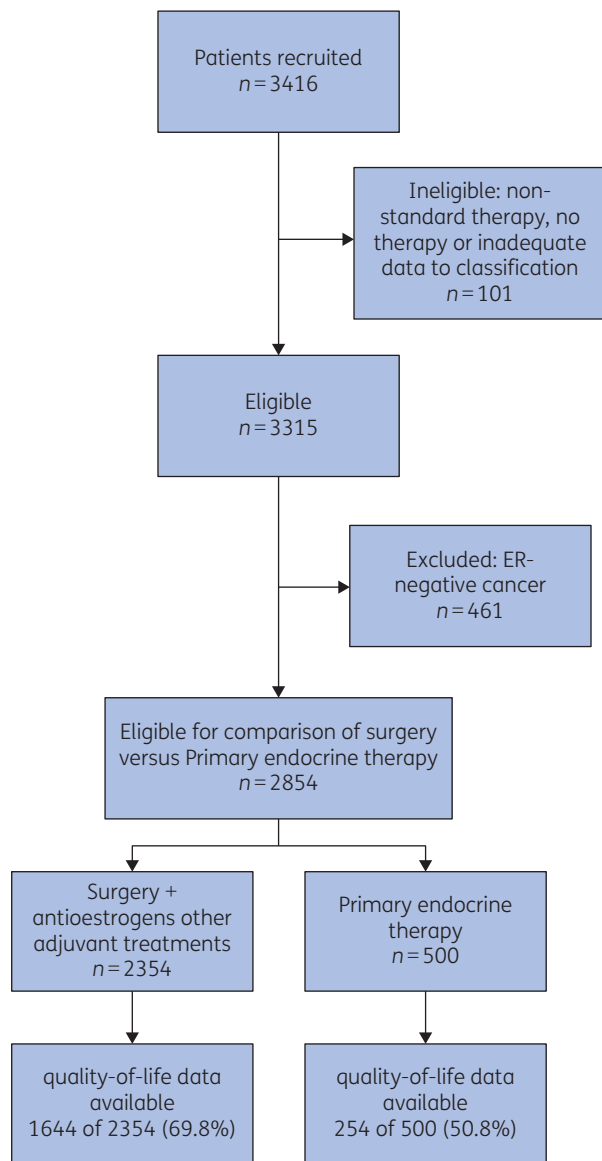 Patients recruited
n = 3416
Ineligible: non-
standard therapy, no
therapy or inadequate
data to classification
n = 101
Eligible
n = 3315
Excluded: ER-
negative cancer
n = 461
Eligible for comparison of surgery
versus Primary endocrine therapy
n = 2854
Surgery +
antioestrogens other
adjuvant treatments
n = 2354
Primary endocrine
therapy
n = 500
quality-of-life data
available
1644 of 2354 (69.8%)
quality-of-life data
available
254 of 500 (50.8%)